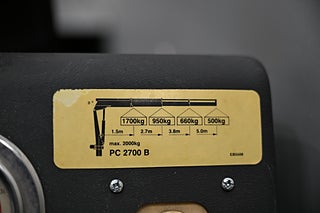 1700kg 950kg 660kg 500kg
1.5m 2.7m 3.8m 5.0m
max. 2000kg
PC 2700 B